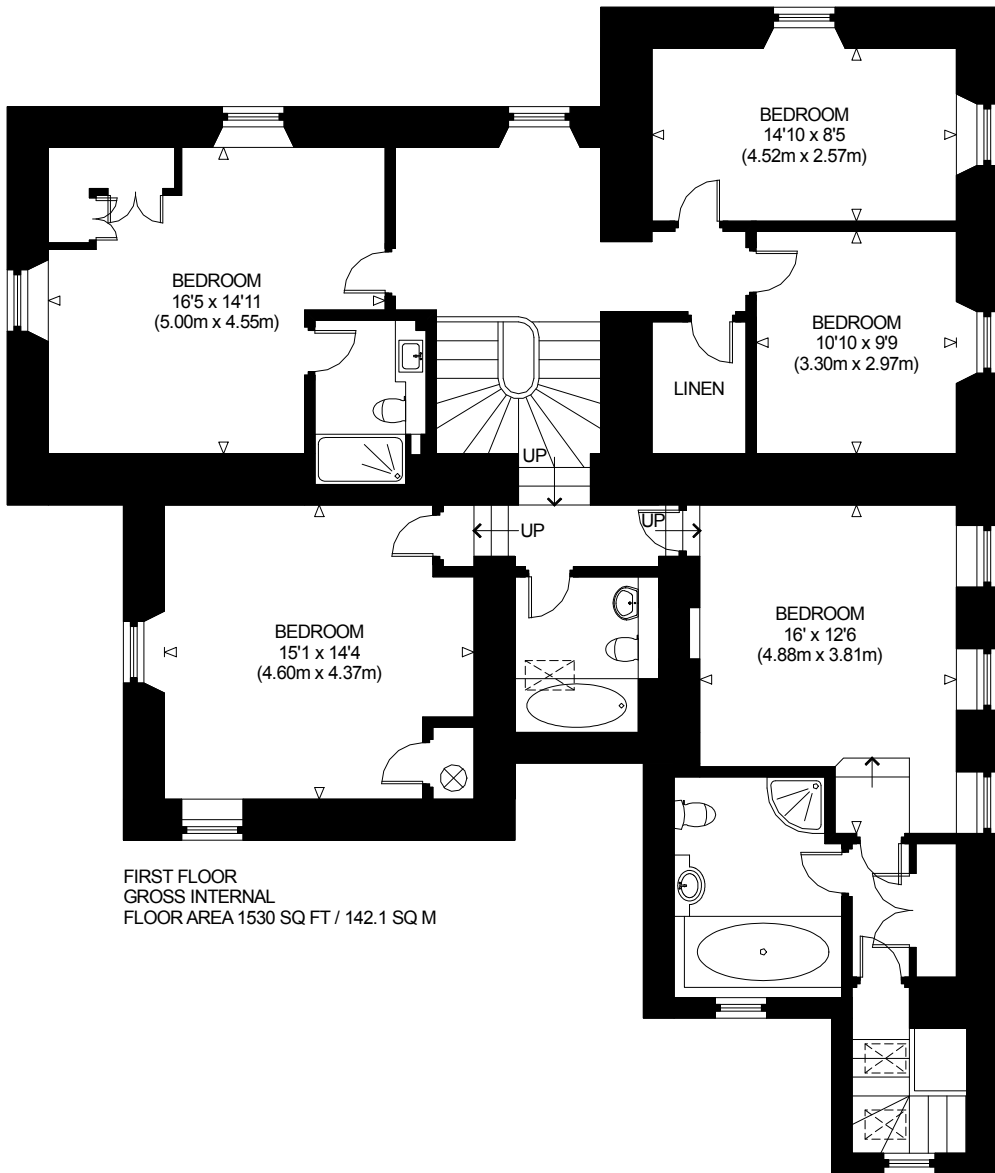 BEDROOM
14'10 x 8'5
(4.52m x 2.57m)
BEDROOM
16'5 x 14'11
(5.00m x 4.55m)
BEDROOM
10'10 x 9'9
(3.30m x 2.97m)
LINEN
UP
UP
UP
BEDROOM
15'1 x 14'4
(4.60m x 4.37m)
BEDROOM
16' x 12'6
(4.88m x 3.81m)
FIRST FLOOR
GROSS INTERNAL
FLOOR AREA 1530 SQ FT / 142.1 SQ M